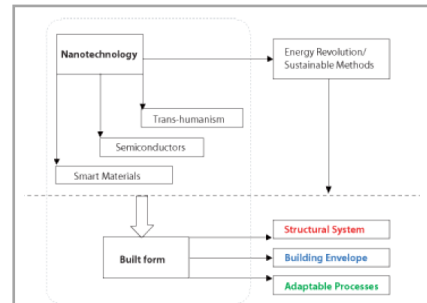 Nanotechnology
Energy Revolution/
Sustainable Methods
Trans-humanism
Semiconductors
Smart Materials
Structural System
Built form
Building Envelope
Adaptable Processes